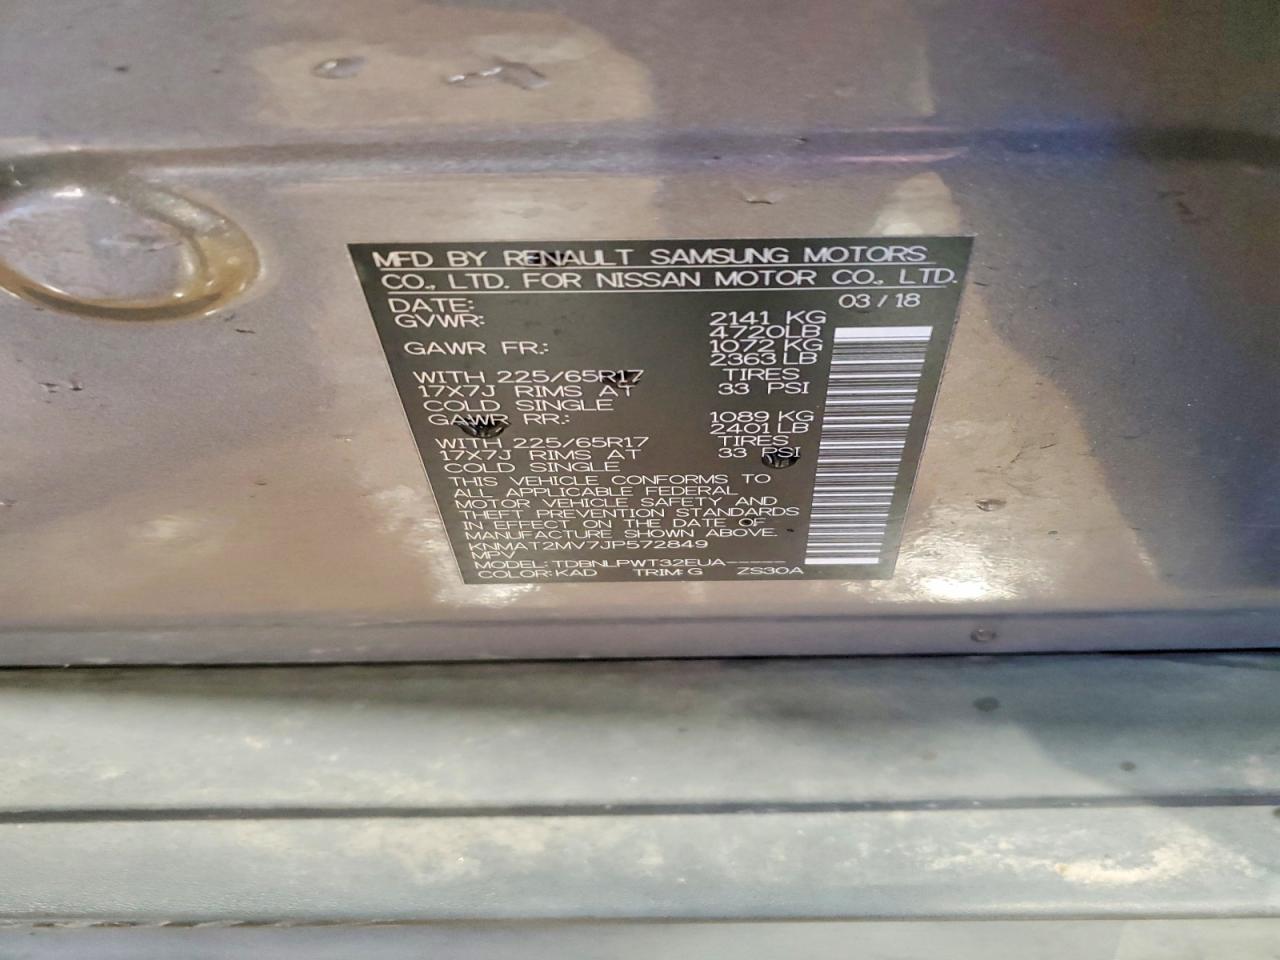 MFD BY RENAULT SAMSUNG MOTORS
CO., LTD. FOR NISSAN MOTOR CO., LTD.
DATE: 03 / 18
GVWR: 2141 KG
4720LB
GAWR FR.: 1072 KG
2363 LB
WITH 225/65R17 TIRES
17X7J RIMS AT 33 PSI
COLD SINGLE
GAWR RR.: 1089 KG
2401 LB
WITH 225/65R17 TIRES
17X7J RIMS AT 33 PSI
COLD SINGLE
THIS VEHICLE CONFORMS TO
ALL APPLICABLE FEDERAL
MOTOR VEHICLE SAFETY AND
THEFT PREVENTION STANDARDS
IN EFFECT ON THE DATE OF
MANUFACTURE SHOWN ABOVE.
KNMAT2MV7JP572849
MPV
MODEL: TDBNLPWT32EUA-----
COLOR: KAD TRIM: G ZS30A